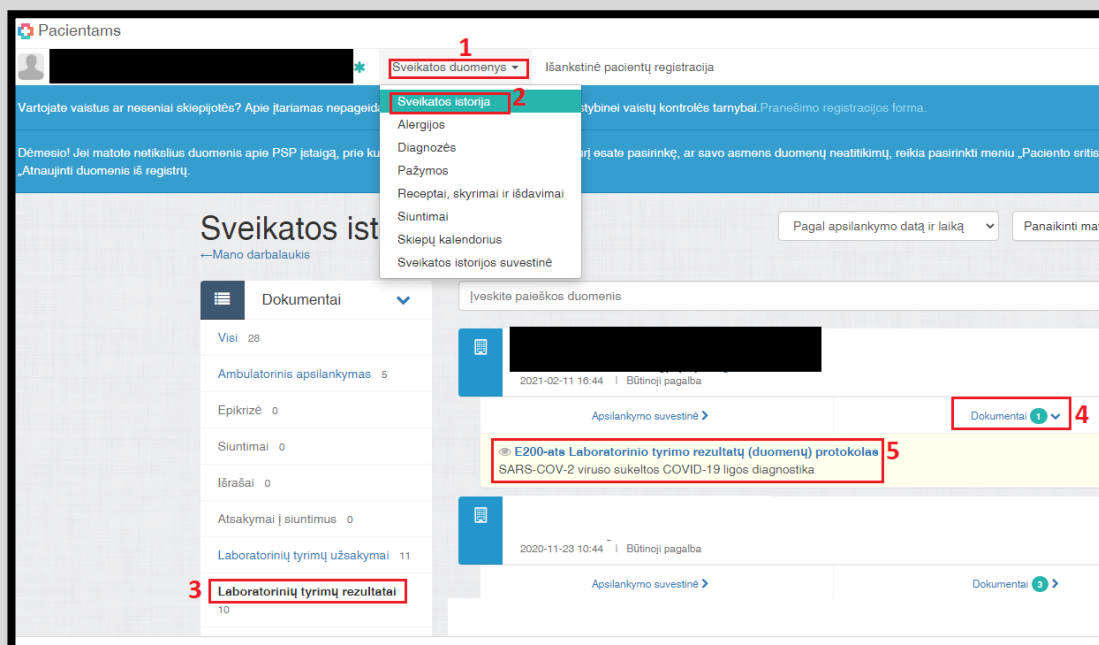 Pacientams
1
Sveikatos duomenys
Išankstinė pacientų registracija
Sveikatos istorija 2
Alergijos
Diagnozės
Pažymos
Receptai, skyrimai ir išdavimai
Siuntimai
Skiepų kalendorius
Sveikatos istorijos suvestinė
Vartojate vaistus ar neseniai skiepijotės? Apie įtariamas stybinei vaistų kontrolės tarnybai.Pranešimo registracijos forma.
Dėmesio! Jei matote netikslius duomenis apie PSP įstaigą, prie esate pasirinkę, ar savo asmens duomenų neatitikimų, reikia pasirinkti meniu „Paciento
„Atnaujinti duomenis iš registrų.
Sveikatos ist
Pagal apsilankymo datą ir laiką
Panaikinti
←Mano darbalaukis
Dokumentai
Įveskite paieškos duomenis
Visi 28
Ambulatorinis apsilankymas 5
Epikrizė 0
Siuntimai 0
Išrašai 0
Atsakymai į siuntimus 0
Laboratorinių tyrimų užsakymai 11
3 Laboratorinių tyrimų rezultatai
10
2021-02-11 16:44 | Būtinoji pagalba
Apsilankymo suvestinė
Dokumentai 1 4
E200-ats Laboratorinio tyrimo rezultatų (duomenų) protokolas 5
SARS-COV-2 viruso sukeltos COVID-19 ligos diagnostika
2020-11-23 10:44 | Būtinoji pagalba
Apsilankymo suvestinė
Dokumentai 3